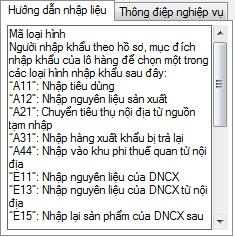 Hướng dẫn nhập liệu
Thông điệp nghiệp vụ
Mã loại hình
Người nhập khẩu theo hồ sơ, mục đích
nhập khẩu của lô hàng để chọn một trong
các loại hình nhập khẩu sau đây:
"A11": Nhập tiêu dùng
"A12": Nhập nguyên liệu sản xuất
"A21": Chuyển tiêu thụ nội địa từ nguồn
tạm nhập
"A31": Nhập hàng xuất khẩu bị trả lại
"A44": Nhập vào khu phi thuế quan từ nội
địa
"E11": Nhập nguyên liệu của DNCX
"E13": Nhập nguyên liệu của DNCX từ nội
địa
"E15": Nhập lại sản phẩm của DNCX sau